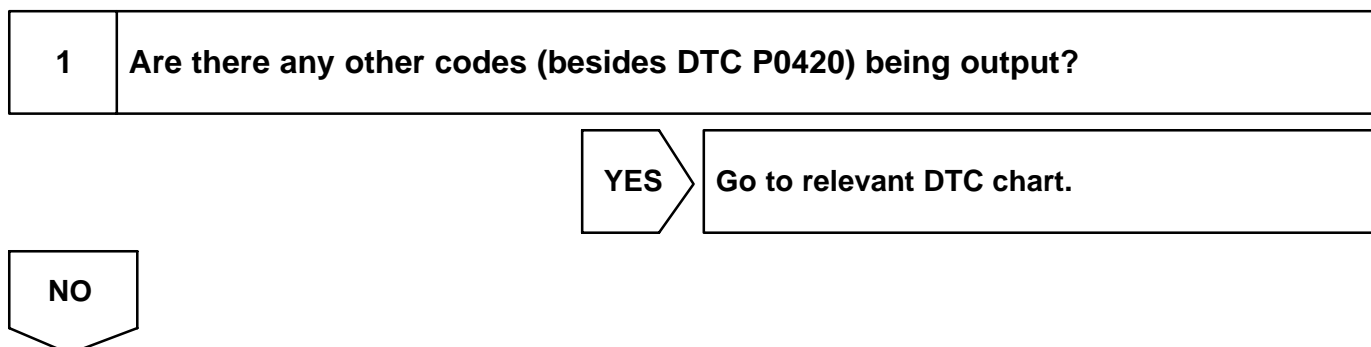 1 Are there any other codes (besides DTC P0420) being output?
YES Go to relevant DTC chart.
NO